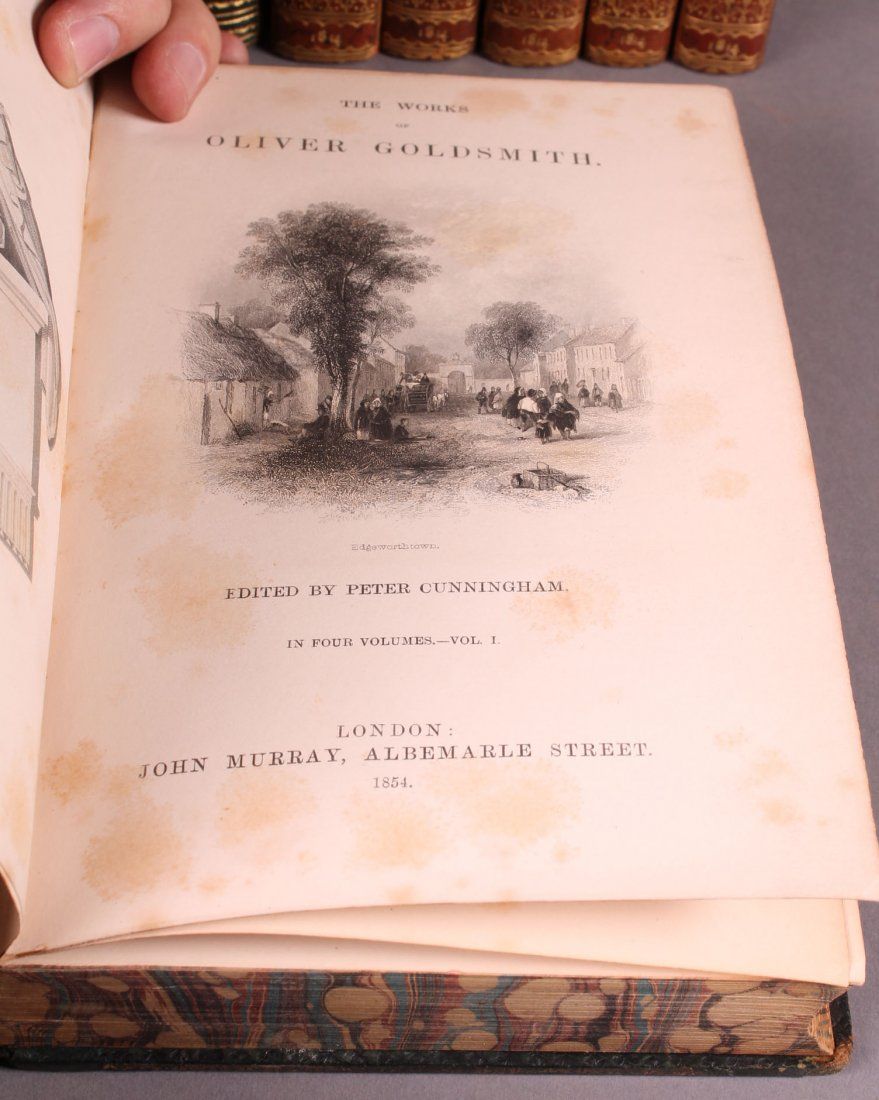 THE WORKS
OF
OLIVER GOLDSMITH.
Edgeworthtown.
EDITED BY PETER CUNNINGHAM.
IN FOUR VOLUMES.—VOL. I.
LONDON:
JOHN MURRAY, ALBEMARLE STREET.
1854.